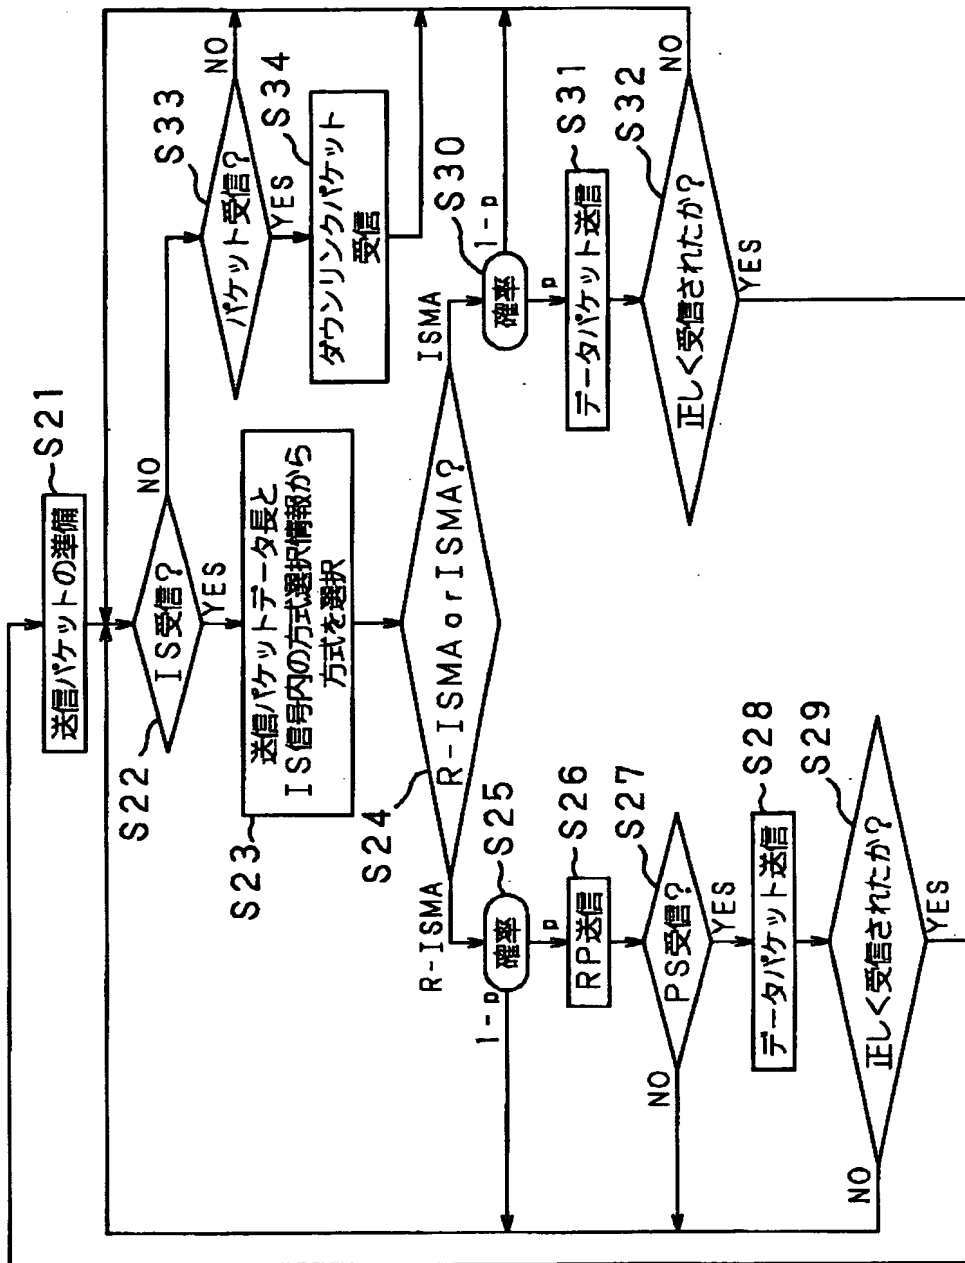 送信パケットの準備
S21
IS受信?
S22
NO
YES
パケット受信?
S33
NO
YES
ダウンリンクパケット
受信
S34
送信パケットデータ長と
IS信号内の方式選択情報から
方式を選択
S23
R-ISMAorISMA?
S24
R-ISMA
ISMA
確率
S25
1-p
p
RP送信
S26
PS受信?
S27
NO
YES
データパケット送信
S28
正しく受信されたか?
S29
NO
YES
確率
S30
1-p
p
データパケット送信
S31
正しく受信されたか?
S32
NO
YES